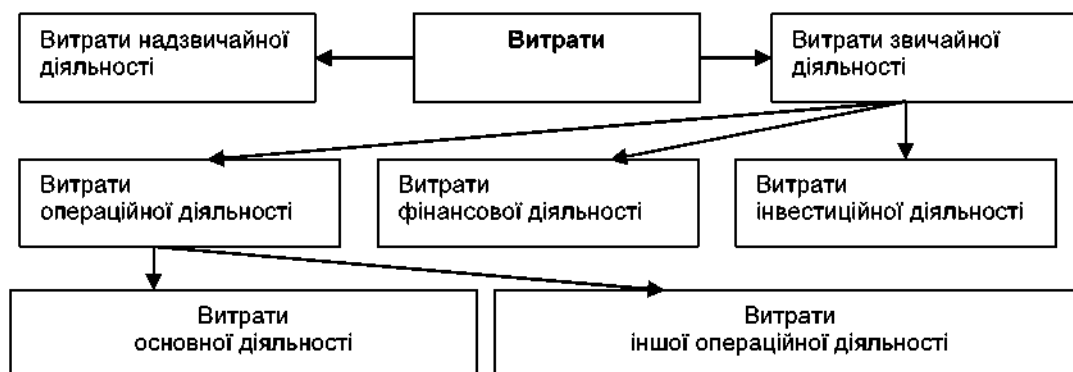 Витрати надзвичайної
діяльності
Витрати
Витрати звичайної
діяльності
Витрати
операційної діяльності
Витрати
фінансової діяльності
Витрати
інвестиційної діяльності
Витрати
основної діяльності
Витрати
іншої операційної діяльності